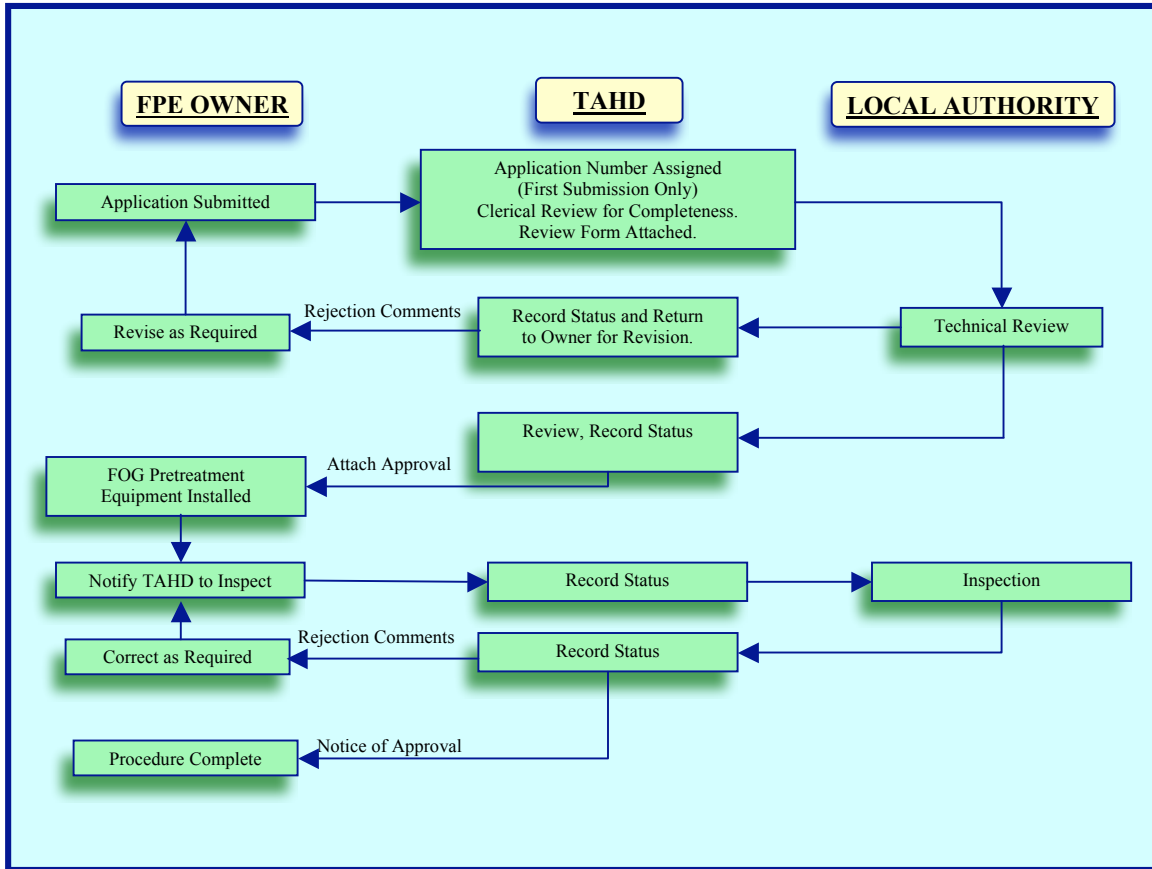 FPE OWNER
TAHD
LOCAL AUTHORITY
Application Submitted
Application Number Assigned
(First Submission Only)
Clerical Review for Completeness.
Review Form Attached.
Revise as Required
Rejection Comments
Record Status and Return
to Owner for Revision.
Technical Review
Review, Record Status
Attach Approval
FOG Pretreatment
Equipment Installed
Notify TAHD to Inspect
Record Status
Inspection
Correct as Required
Rejection Comments
Record Status
Procedure Complete
Notice of Approval